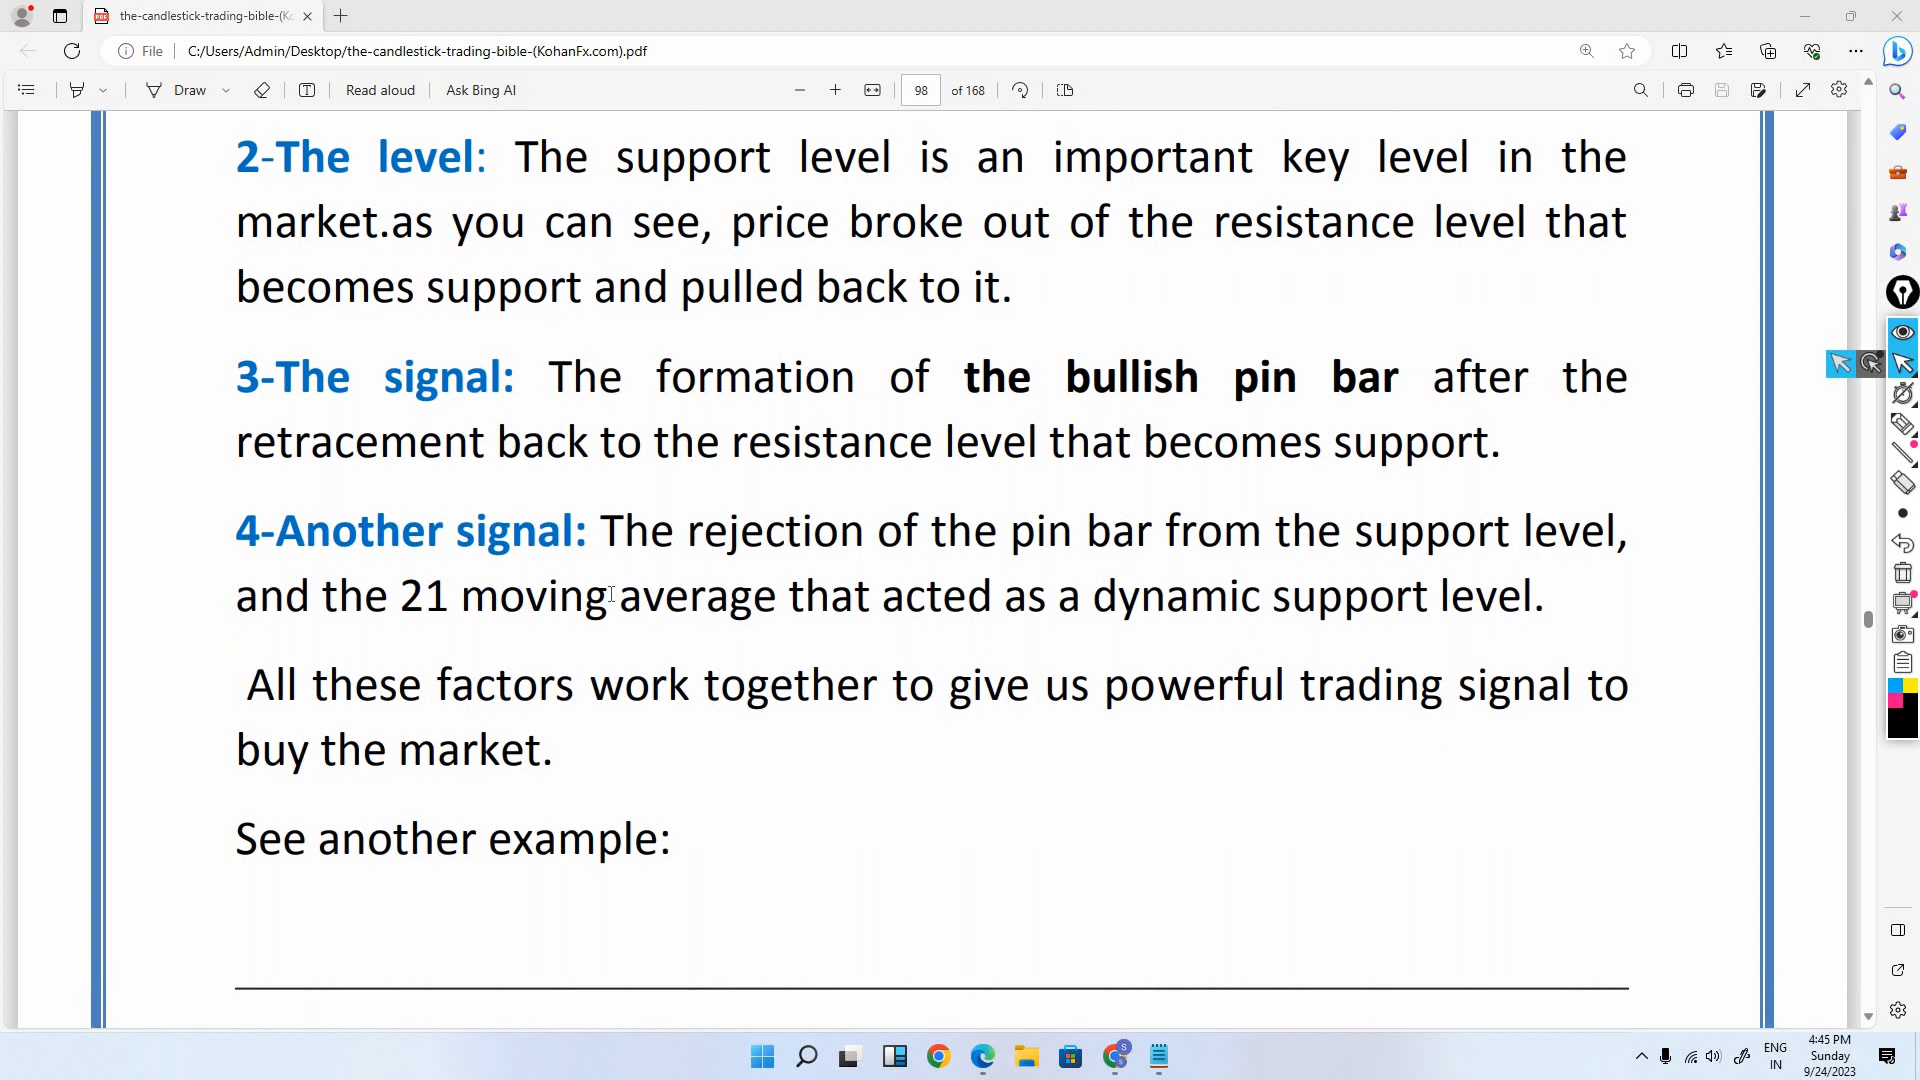 the-candlestick-trading-bible-(Ko
File
C:/Users/Admin/Desktop/the-candlestick-trading-bible-(KohanFx.com).pdf
Draw
Read aloud
Ask Bing AI
98
of 168
2-The level: The support level is an important key level in the
market.as you can see, price broke out of the resistance level that
becomes support and pulled back to it.
3-The signal: The formation of the bullish pin bar after the
retracement back to the resistance level that becomes support.
4-Another signal: The rejection of the pin bar from the support level,
and the 21 moving average that acted as a dynamic support level.
All these factors work together to give us powerful trading signal to
buy the market.
See another example:
ENG
IN
4:45 PM
Sunday
9/24/2023